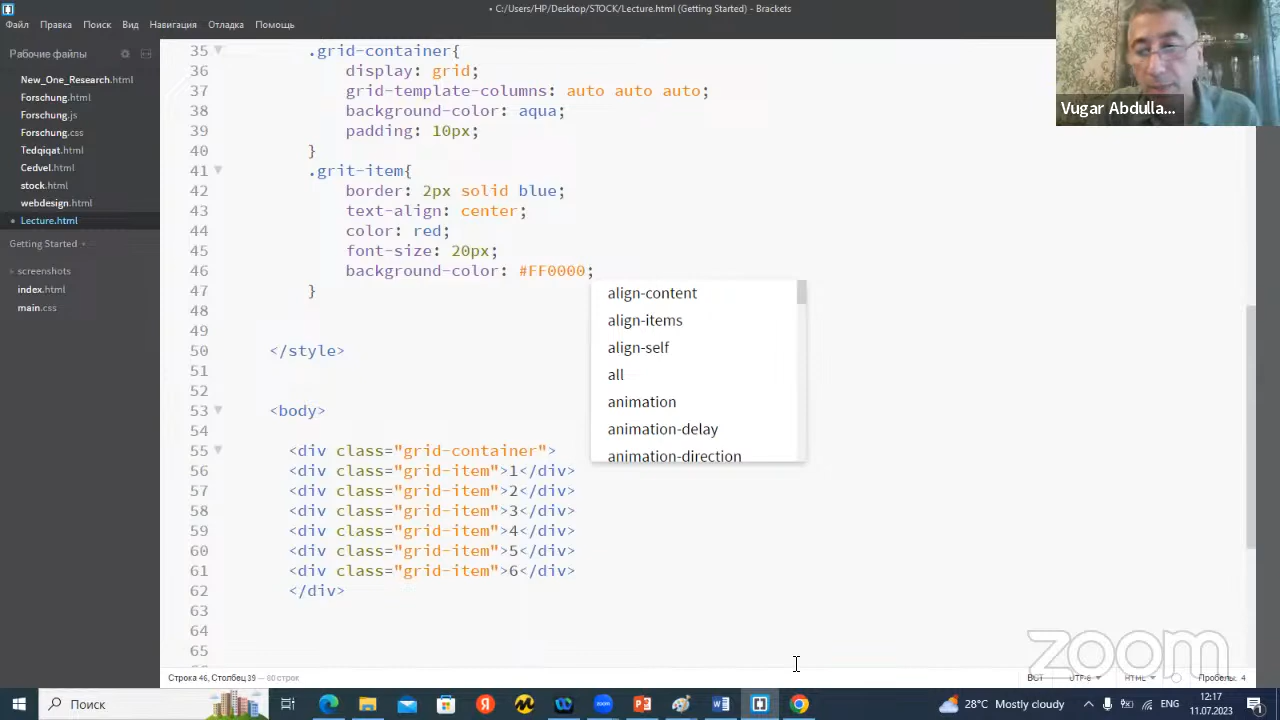 • C:/Users/HP/Desktop/STOCK/Lecture.html (Getting Started) - Brackets
Файл Правка Поиск Вид Навигация Отладка Помощь
Рабочие файлы
New_One_Research.html
Forschung.html
Forschung.js
Forschung.css
Tedqiqat.html
Cedvel.html
stock.html
webdesign.html
Lecture.html
Getting Started
screenshots
index.html
main.css
35 .grid-container{
36 display: grid;
37 grid-template-columns: auto auto auto;
38 background-color: aqua;
39 padding: 10px;
40 }
41 .grit-item{
42 border: 2px solid blue;
43 text-align: center;
44 color: red;
45 font-size: 20px;
46 background-color: #FF0000;
47 }
48
49
50 </style>
51
52
53 <body>
54
55 <div class="grid-container">
56 <div class="grid-item">1</div>
57 <div class="grid-item">2</div>
58 <div class="grid-item">3</div>
59 <div class="grid-item">4</div>
60 <div class="grid-item">5</div>
61 <div class="grid-item">6</div>
62 </div>
63
64
65
align-content
align-items
align-self
all
animation
animation-delay
animation-direction
Vugar Abdulla...
zoom
Строка 46, Столбец 39 — 80 строк
ВСТ UTF-8 HTML Пробелы: 4
Поиск
28°C Mostly cloudy
12:17
11.07.2023